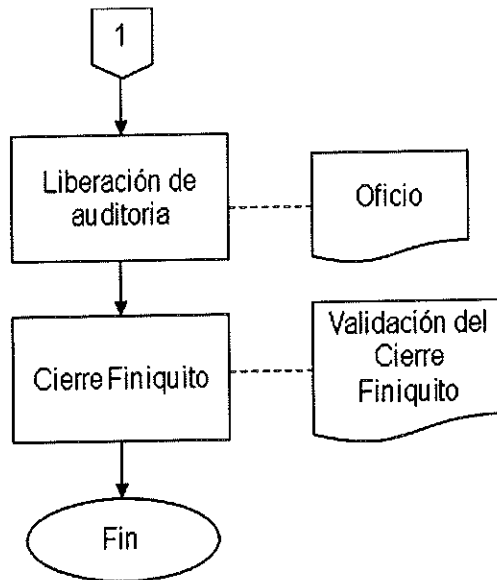 1
Liberación de
auditoria
Oficio
Cierre Finiquito
Validación del
Cierre
Finiquito
Fin